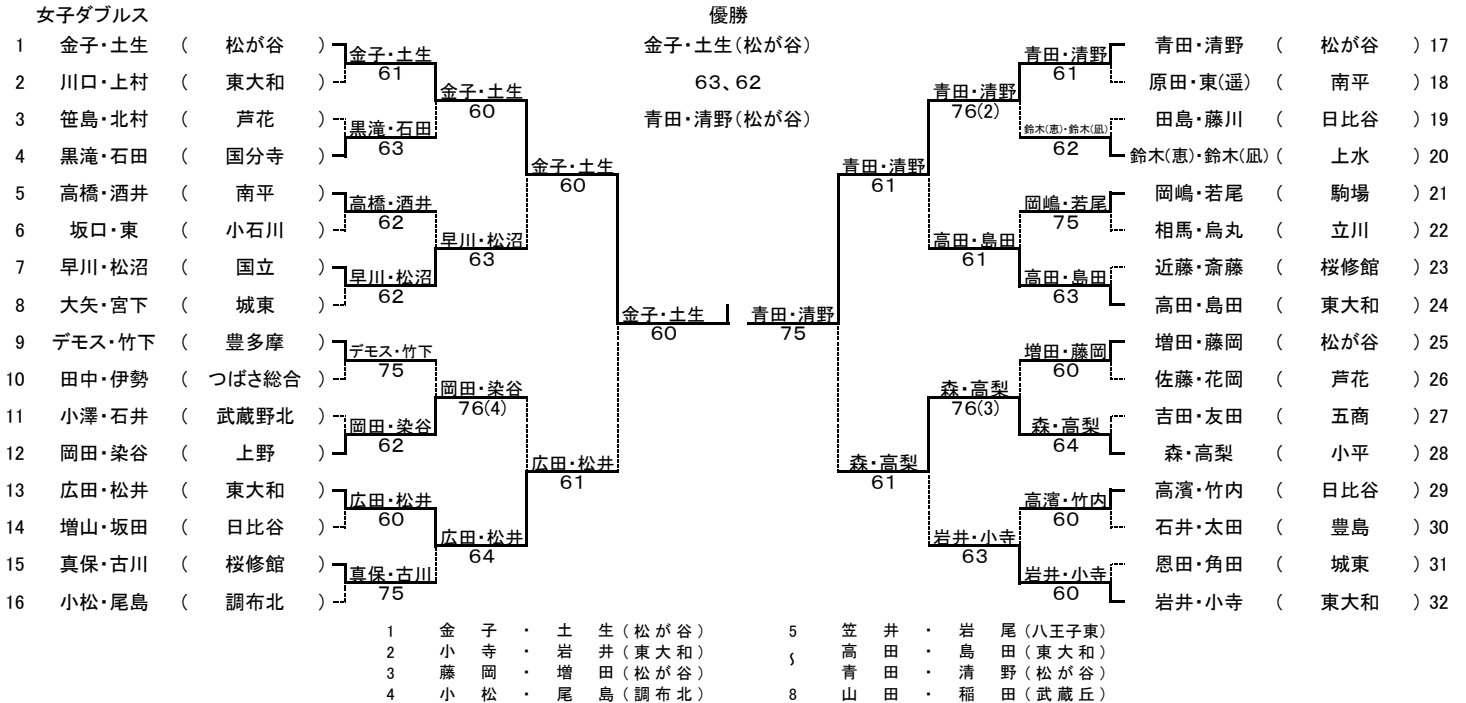 女子ダブルス
優勝
金子・土生(松が谷)
63、62
青田・清野(松が谷)
1 金子・土生 ( 松が谷 )
2 川口・上村 ( 東大和 )
3 笹島・北村 ( 芦花 )
4 黒滝・石田 ( 国分寺 )
5 高橋・酒井 ( 南平 )
6 坂口・東 ( 小石川 )
7 早川・松沼 ( 国立 )
8 大矢・宮下 ( 城東 )
9 デモス・竹下 ( 豊多摩 )
10 田中・伊勢 ( つばさ総合 )
11 小澤・石井 ( 武蔵野北 )
12 岡田・染谷 ( 上野 )
13 広田・松井 ( 東大和 )
14 増山・坂田 ( 日比谷 )
15 真保・古川 ( 桜修館 )
16 小松・尾島 ( 調布北 )
金子・土生
61
黒滝・石田
63
高橋・酒井
62
早川・松沼
62
デモス・竹下
75
岡田・染谷
62
広田・松井
60
真保・古川
75
金子・土生
60
早川・松沼
63
岡田・染谷
76(4)
広田・松井
64
金子・土生
60
広田・松井
61
金子・土生
60
青田・清野
75
青田・清野
61
森・高梨
61
青田・清野
76(2)
高田・島田
61
森・高梨
76(3)
岩井・小寺
63
青田・清野
61
鈴木(恵)・鈴木(凪)
62
岡嶋・若尾
75
高田・島田
63
増田・藤岡
60
森・高梨
64
高濱・竹内
60
岩井・小寺
60
青田・清野 ( 松が谷 ) 17
原田・東(遥) ( 南平 ) 18
田島・藤川 ( 日比谷 ) 19
鈴木(恵)・鈴木(凪) ( 上水 ) 20
岡嶋・若尾 ( 駒場 ) 21
相馬・烏丸 ( 立川 ) 22
近藤・斎藤 ( 桜修館 ) 23
高田・島田 ( 東大和 ) 24
増田・藤岡 ( 松が谷 ) 25
佐藤・花岡 ( 芦花 ) 26
吉田・友田 ( 五商 ) 27
森・高梨 ( 小平 ) 28
高濱・竹内 ( 日比谷 ) 29
石井・太田 ( 豊島 ) 30
恩田・角田 ( 城東 ) 31
岩井・小寺 ( 東大和 ) 32
1 金子・土生(松が谷)
2 小寺・岩井(東大和)
3 藤岡・増田(松が谷)
4 小松・尾島(調布北)
5 笠井・岩尾(八王子東)
〜 高田・島田(東大和)
青田・清野(松が谷)
8 山田・稲田(武蔵丘)